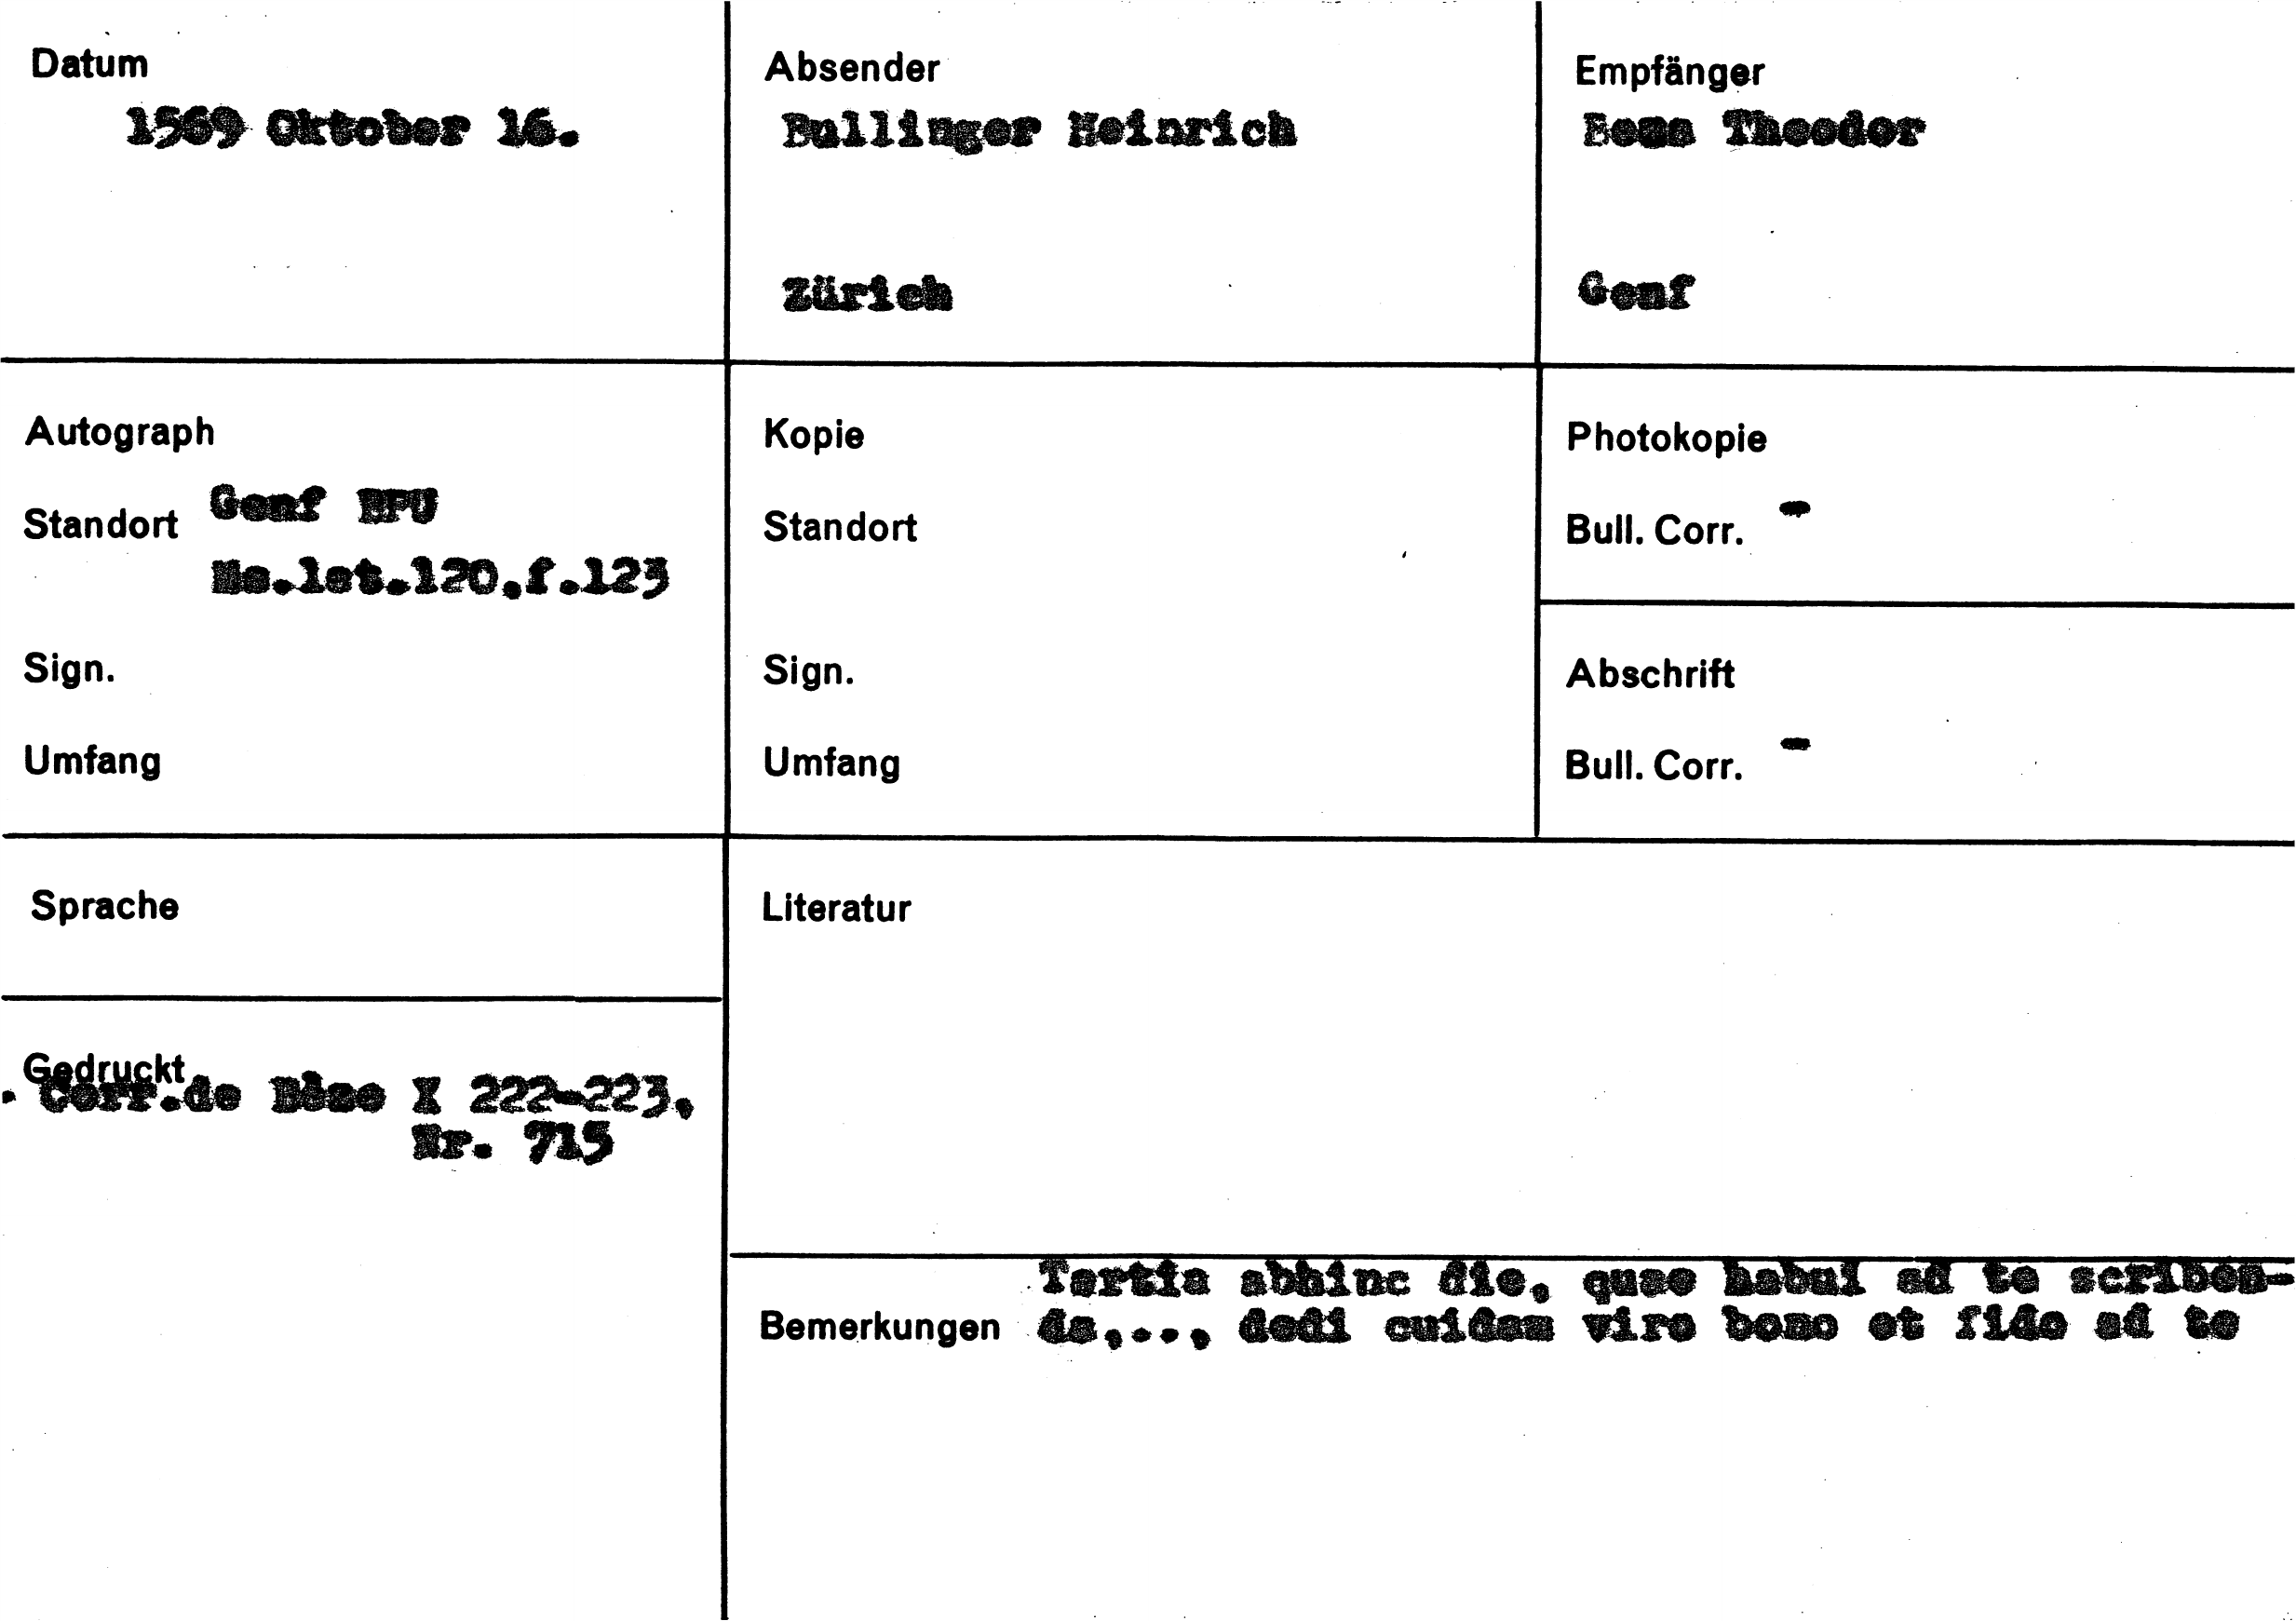 Datum
1569 Oktober 16.
Absender
Bullinger Heinrich
Zürich
Empfänger
Beza Theodor
Genf
Autograph
Standort Genf BPU
Ms.lat.120,f.123
Sign.
Umfang
Kopie
Standort
Sign.
Umfang
Photokopie
Bull. Corr. -
Abschrift
Bull. Corr. -
Sprache
Gedruckt
Corr.de Bèze X 222-223,
Nr. 715
Literatur
Bemerkungen
Tertia abhinc die, quae habui ad te scriben-
da,.., dedi cuidam viro bono et fido ad te